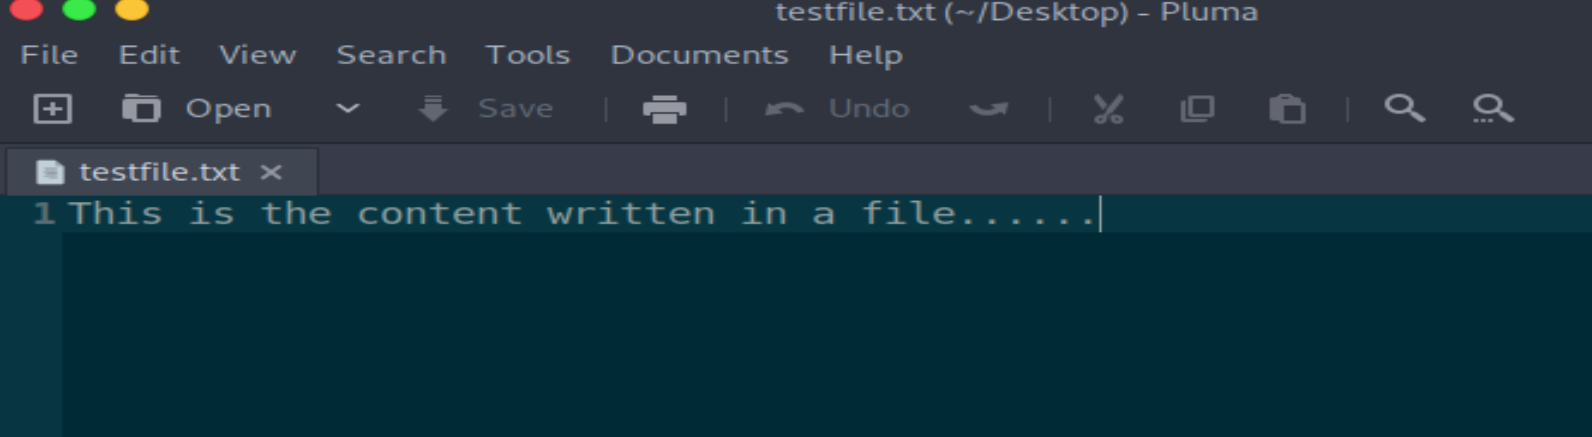 testfile.txt (~/Desktop) - Pluma
File Edit View Search Tools Documents Help
Open Save Undo
testfile.txt
1 This is the content written in a file......